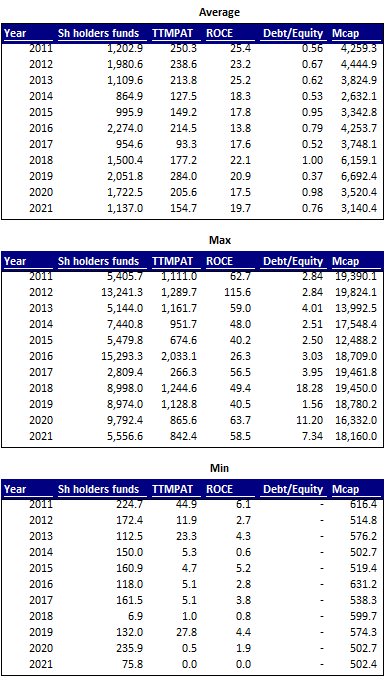 Average
Year Sh holders funds TTMPAT ROCE Debt/Equity Mcap
2011 1,202.9 250.3 25.4 0.56 4,259.3
2012 1,980.6 238.6 23.2 0.67 4,444.9
2013 1,109.6 213.8 25.2 0.62 3,824.9
2014 864.9 127.5 18.3 0.53 2,632.1
2015 995.9 149.2 17.8 0.95 3,342.8
2016 2,274.0 214.5 13.8 0.79 4,253.7
2017 954.6 93.3 17.6 0.52 3,748.1
2018 1,500.4 177.2 22.1 1.00 6,159.1
2019 2,051.8 284.0 20.9 0.37 6,692.4
2020 1,722.5 205.6 17.5 0.98 3,520.4
2021 1,137.0 154.7 19.7 0.76 3,140.4
Max
Year Sh holders funds TTMPAT ROCE Debt/Equity Mcap
2011 5,405.7 1,111.0 62.7 2.84 19,390.1
2012 13,241.3 1,289.7 115.6 2.84 19,824.1
2013 5,144.0 1,161.7 59.0 4.01 13,992.5
2014 7,440.8 951.7 48.0 2.51 17,548.4
2015 5,479.8 674.6 40.2 2.50 12,488.2
2016 15,293.3 2,033.1 26.3 3.03 18,709.0
2017 2,809.4 266.3 56.5 3.95 19,461.8
2018 8,998.0 1,244.6 49.4 18.28 19,450.0
2019 8,974.0 1,128.8 40.5 1.56 18,780.2
2020 9,792.4 865.6 63.7 11.20 16,332.0
2021 5,556.6 842.4 58.5 7.34 18,160.0
Min
Year Sh holders funds TTMPAT ROCE Debt/Equity Mcap
2011 224.7 44.9 6.1 - 616.4
2012 172.4 11.9 2.7 - 514.8
2013 112.5 23.3 4.3 - 576.2
2014 150.0 5.3 0.6 - 502.7
2015 160.9 4.7 5.2 - 519.4
2016 118.0 5.1 2.8 - 631.2
2017 161.5 5.1 3.8 - 538.3
2018 6.9 1.0 0.8 - 599.7
2019 132.0 27.8 4.4 - 574.3
2020 235.9 0.5 1.9 - 502.7
2021 75.8 0.0 0.0 - 502.4